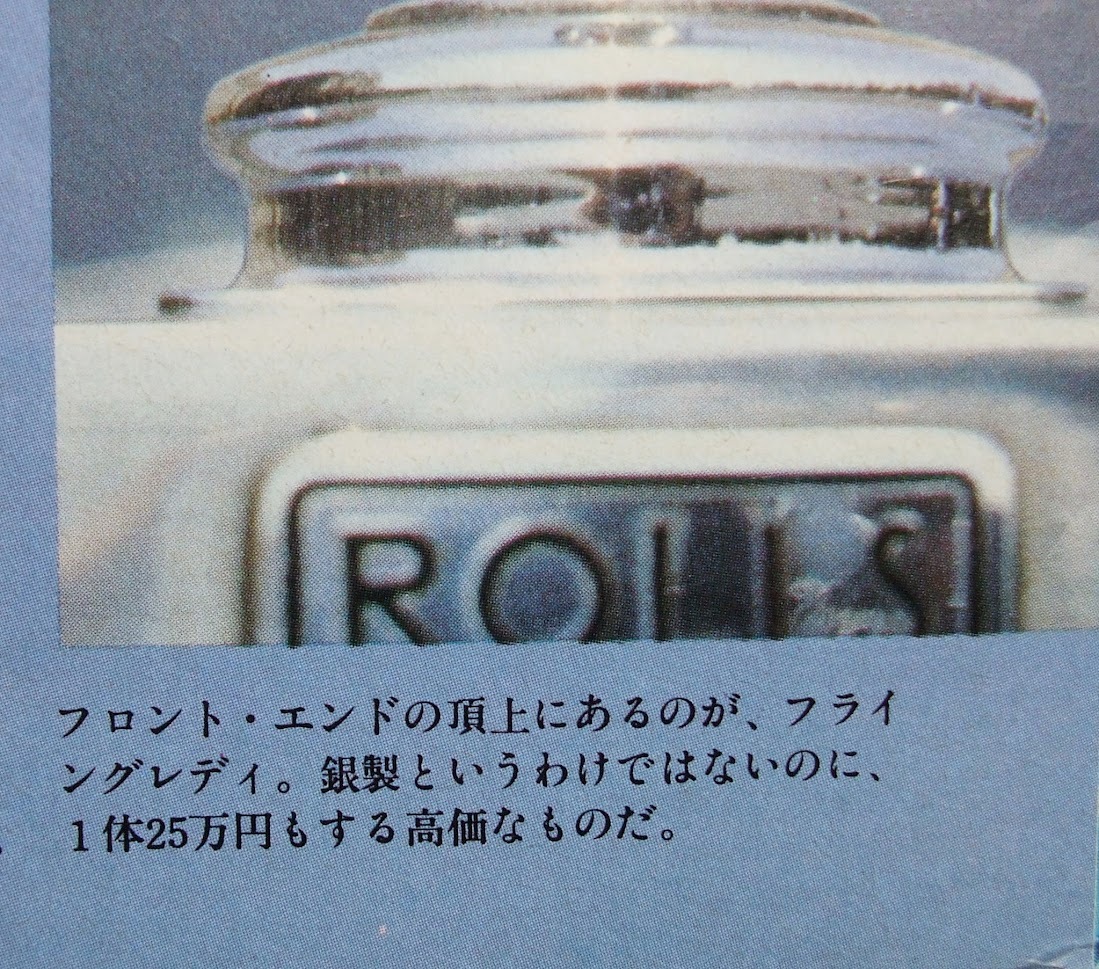 ROLLS
フロント・エンドの頂上にあるのが、フライ
ングレディ。銀製というわけではないのに、
1体25万円もする高価なものだ。